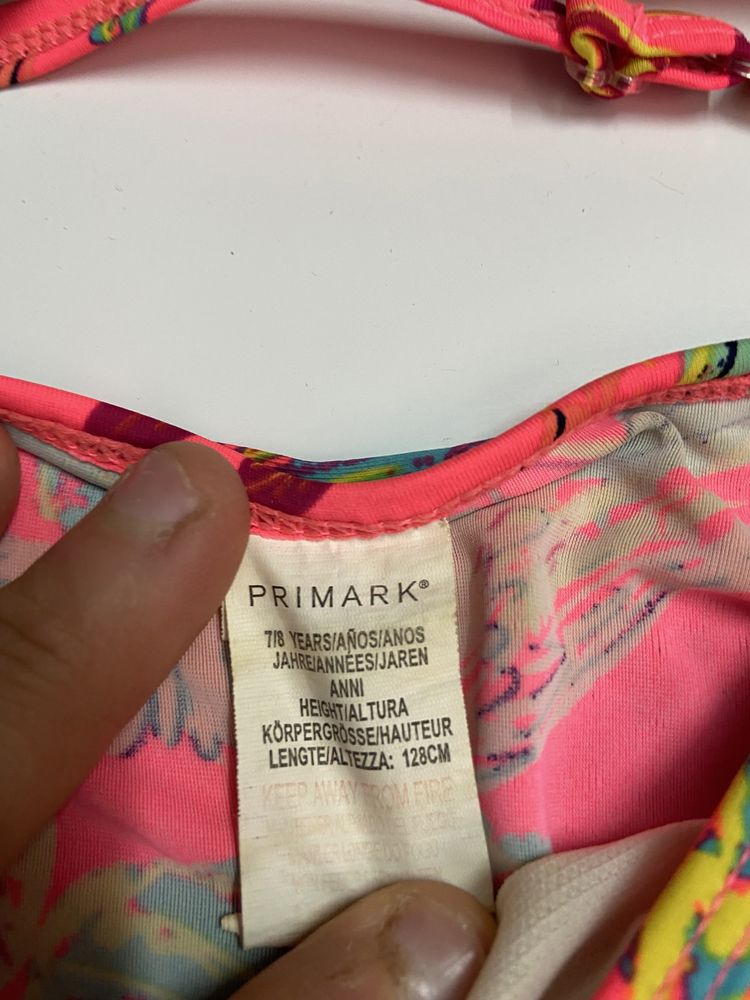 PRIMARK®
7/8 YEARS/AÑOS/ANOS
JAHRE/ANNÉES/JAREN
ANNI
HEIGHT/ALTURA
KÖRPERGRÖSSE/HAUTEUR
LENGTE/ALTEZZA: 128CM
KEEP AWAY FROM FIRE